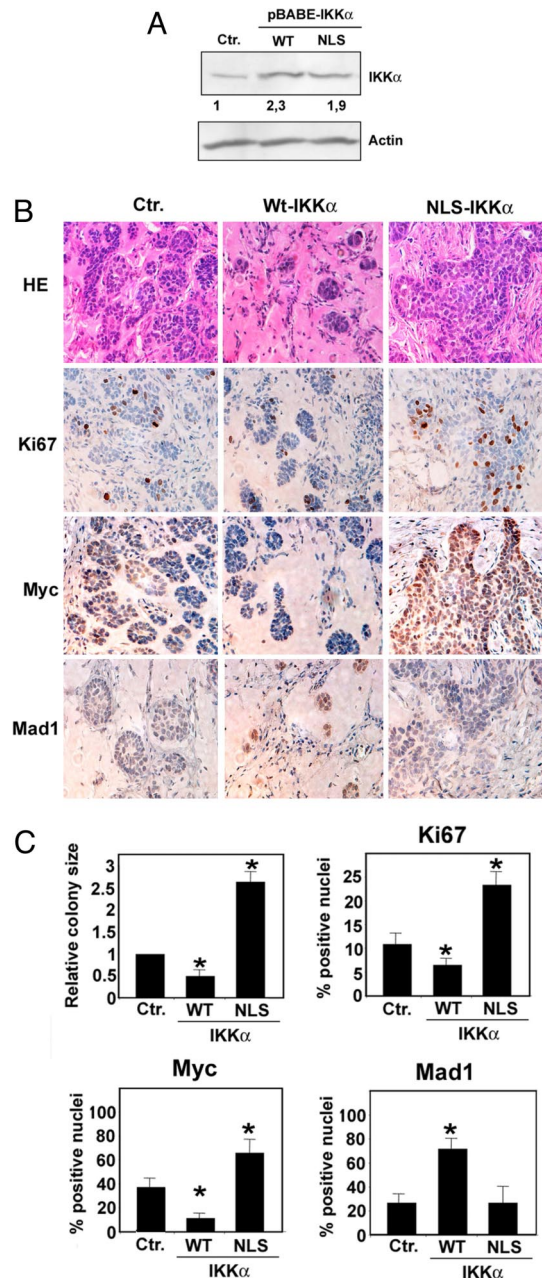 A
pBABE-IKKα
Ctr. WT NLS
IKKα
1 2,3 1,9
Actin
B
Ctr. Wt-IKKα NLS-IKKα
HE
Ki67
Myc
Mad1
C
Relative colony size
3
2.5
2
1.5
1
0.5
0
*
*
Ctr. WT NLS
IKKα
Ki67
% positive nuclei
25
20
15
10
5
0
*
*
Ctr. WT NLS
IKKα
Myc
% positive nuclei
100
80
60
40
20
0
*
*
Ctr. WT NLS
IKKα
Mad1
% positive nuclei
100
80
60
40
20
0
*
Ctr. WT NLS
IKKα